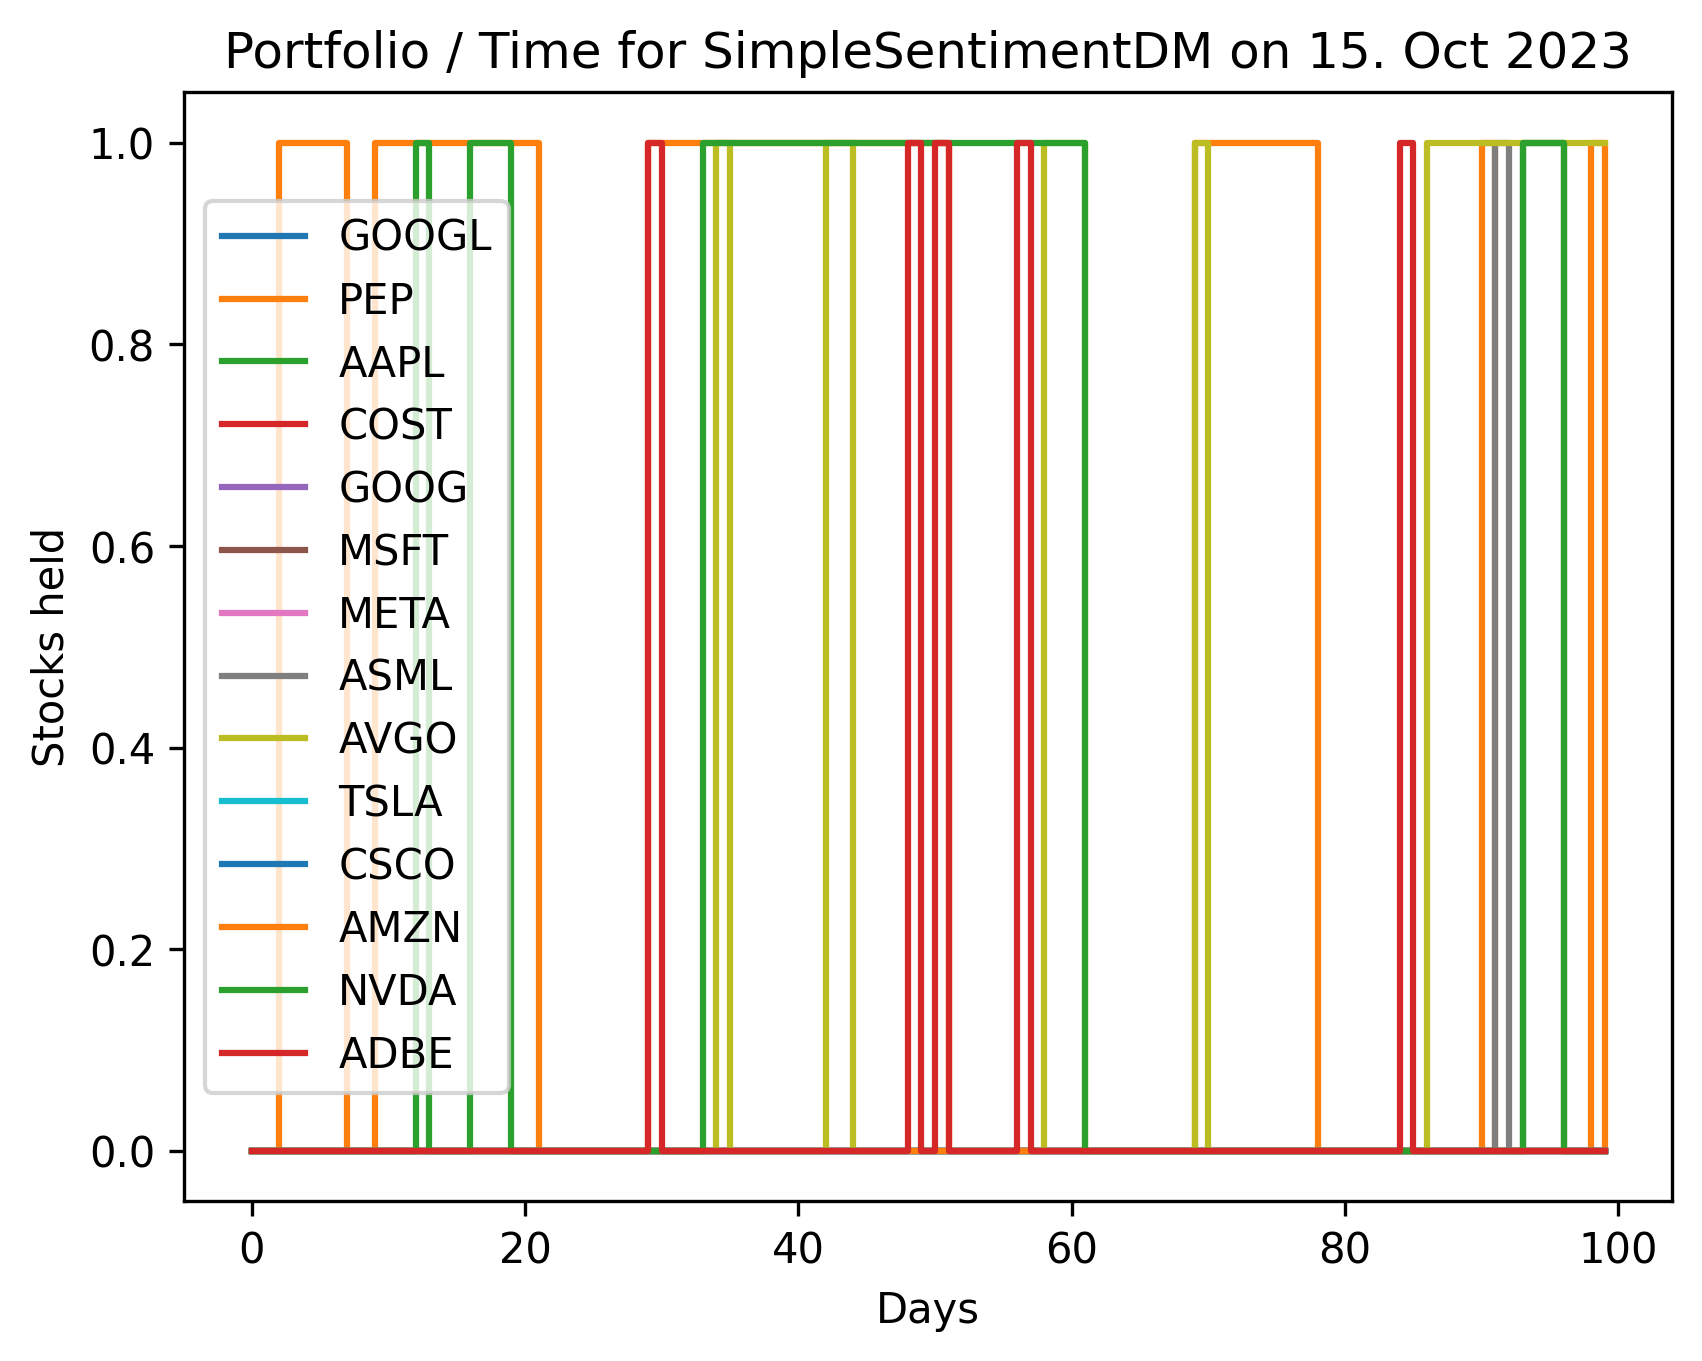 Portfolio / Time for SimpleSentimentDM on 15. Oct 2023
1.0
0.8
0.6
0.4
0.2
0.0
Stocks held
GOOGL
PEP
AAPL
COST
GOOG
MSFT
META
ASML
AVGO
TSLA
CSCO
AMZN
NVDA
ADBE
0 20 40 60 80 100
Days